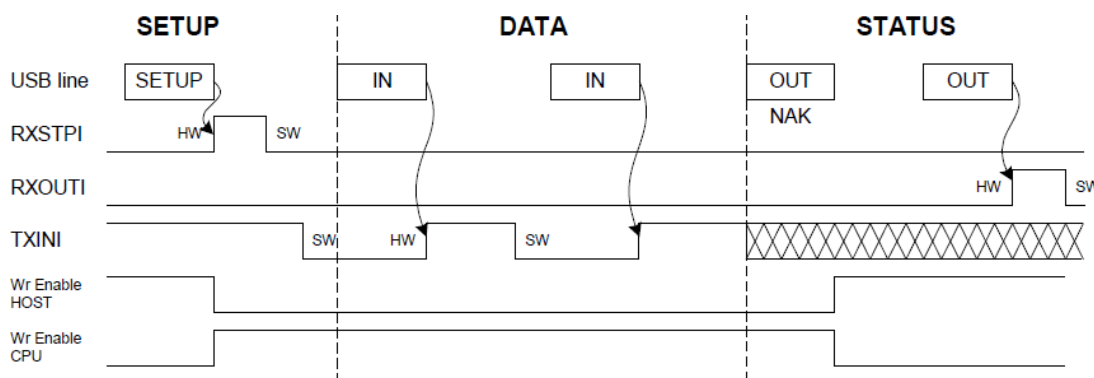 SETUP DATA STATUS
USB line SETUP IN IN OUT OUT
NAK
RXSTPI HW SW
RXOUTI HW SW
TXINI SW HW SW
Wr Enable
HOST
Wr Enable
CPU